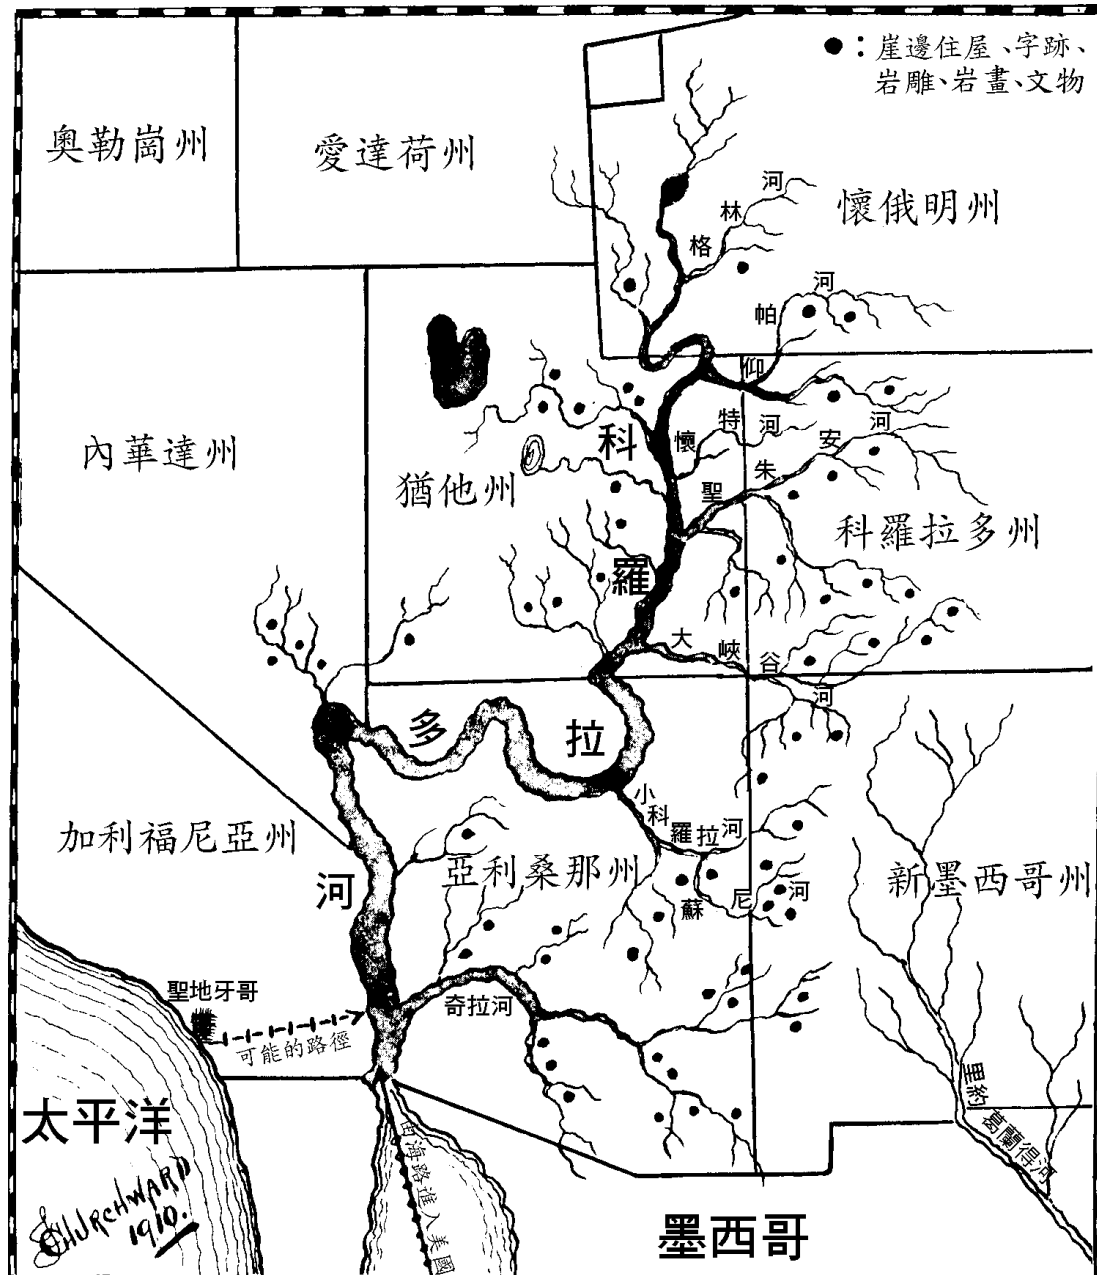 ●：崖邊住屋、字跡、
岩雕、岩畫、文物
奧勒崗州
愛達荷州
懷俄明州
格林河
帕河
仰
內華達州
猶他州
科羅拉多州
科羅拉多河
懷特河
聖朱安河
大峽谷河
小科羅拉河
蘇尼河
加利福尼亞州
亞利桑那州
新墨西哥州
聖地牙哥
可能的路徑
奇拉河
里約葛蘭得河
由海路進入美國
太平洋
墨西哥
CHURCHWARD
1910.